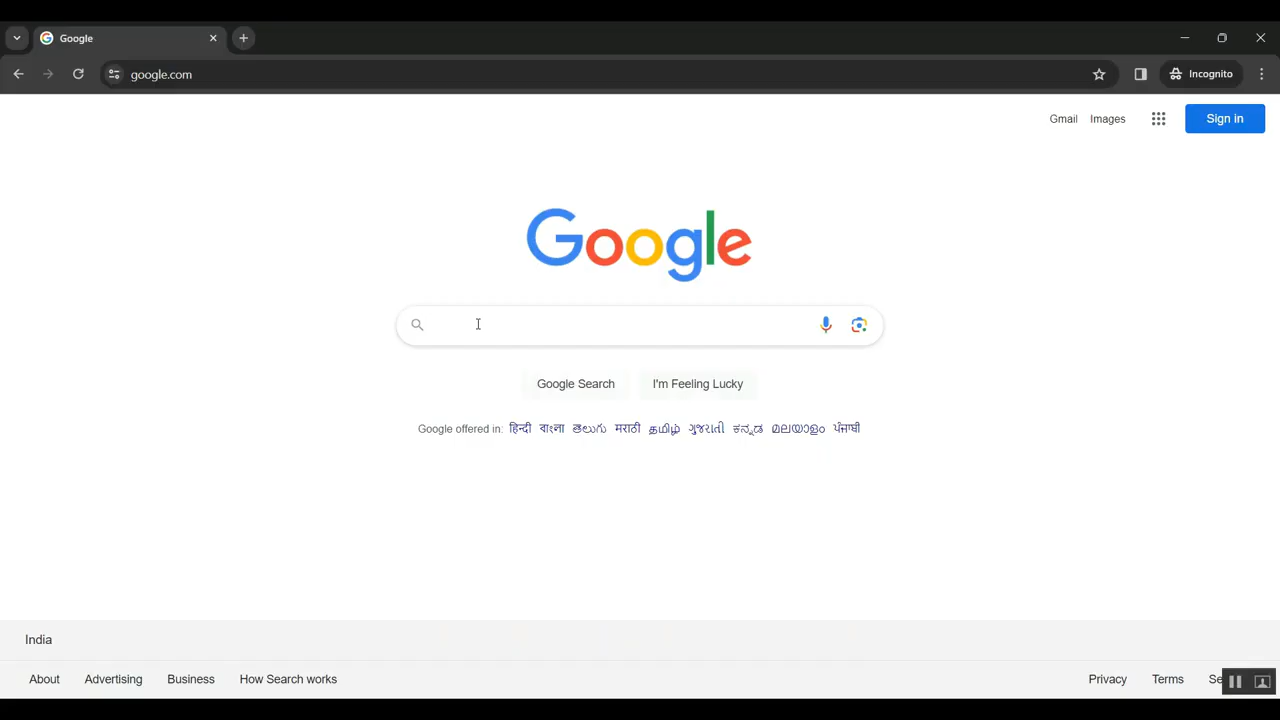 Google
google.com
Incognito
Gmail Images Sign in
Google
Google Search I'm Feeling Lucky
Google offered in: हिन्दी বাংলা తెలుగు मराठी தமிழ் ગુજરાતી ಕನ್ನಡ മലയാളം ਪੰਜਾਬੀ
India
About Advertising Business How Search works Privacy Terms